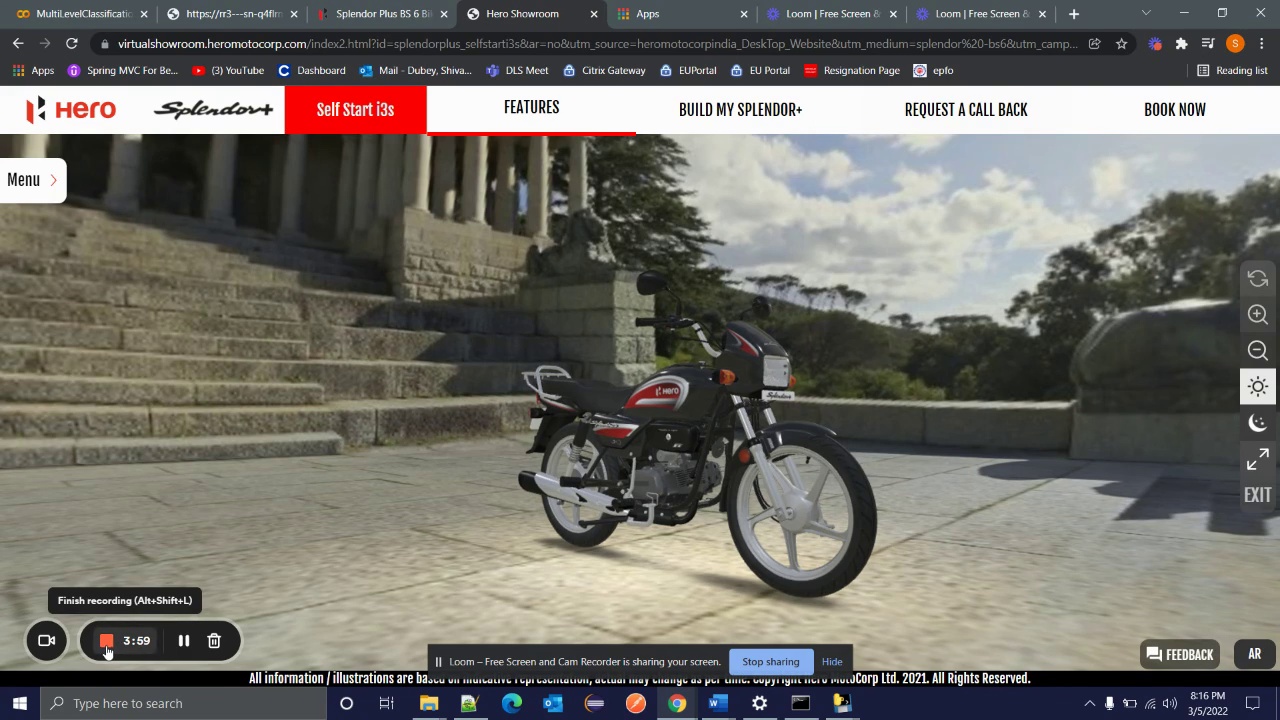 MultiLevelClassificatio
https://rr3---sn-q4flrn
Splendor Plus BS 6 Bi
Hero Showroom
Apps
Loom | Free Screen &
Loom | Free Screen &
virtualshowroom.heromotocorp.com/index2.html?id=splendorplus_selfstarti3s&at=no&utm_source=heromotocorpindia_DeskTop_Website&utm_medium=splendor%20-bs6&utm_camp...
S
Apps
Spring MVC For Be...
(3) YouTube
Dashboard
Mail - Dubey, Shiva...
DLS Meet
Citrix Gateway
EUPortal
EU Portal
Resignation Page
epfo
Reading list
Hero
Splendor+
Self Start i3s
FEATURES
BUILD MY SPLENDOR+
REQUEST A CALL BACK
BOOK NOW
Menu
Hero
EXIT
Finish recording (Alt+Shift+L)
3:59
Loom – Free Screen and Cam Recorder is sharing your screen.
Stop sharing
Hide
FEEDBACK
AR
All information / illustrations are based on indicative representation, actual may change as per time. Copyright Hero MotoCorp Ltd. 2021. All Rights Reserved.
Type here to search
8:16 PM
3/5/2022